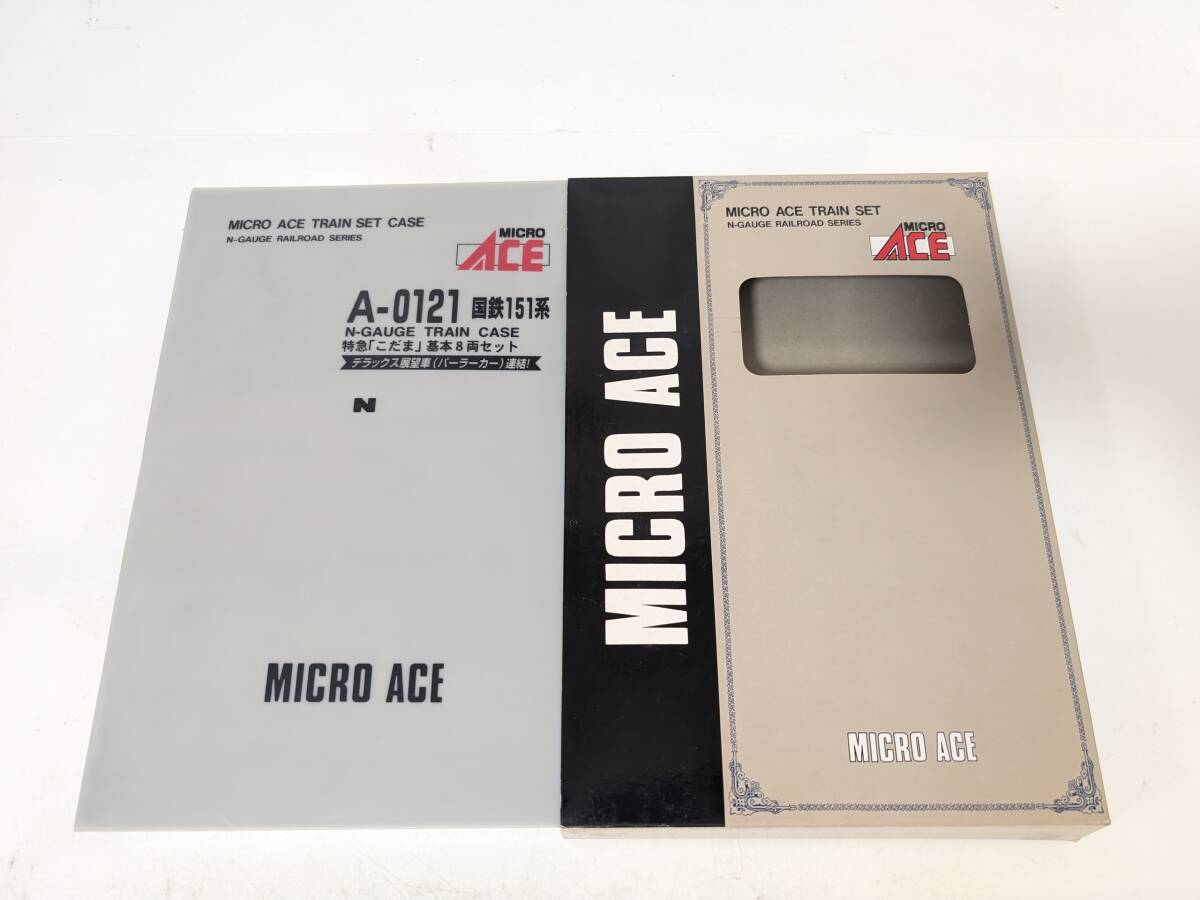 MICRO ACE TRAIN SET CASE
N-GAUGE RAILROAD SERIES
MICRO
ACE
A-0121 国鉄151系
N-GAUGE TRAIN CASE
特急「こだま」基本8両セット
デラックス展望車(パーラーカー)連結!
N
MICRO ACE
MICRO ACE
MICRO ACE TRAIN SET
N-GAUGE RAILROAD SERIES
MICRO
ACE
MICRO ACE